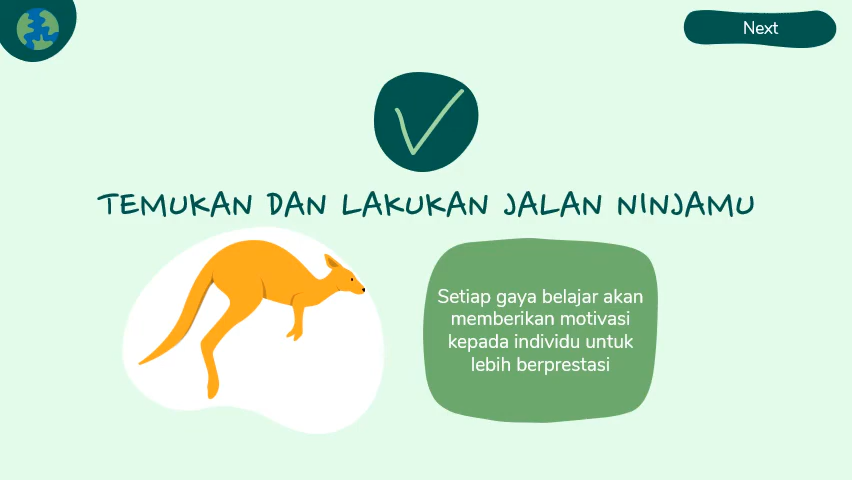 Next
TEMUKAN DAN LAKUKAN JALAN NINJAMU
Setiap gaya belajar akan
memberikan motivasi
kepada individu untuk
lebih berprestasi